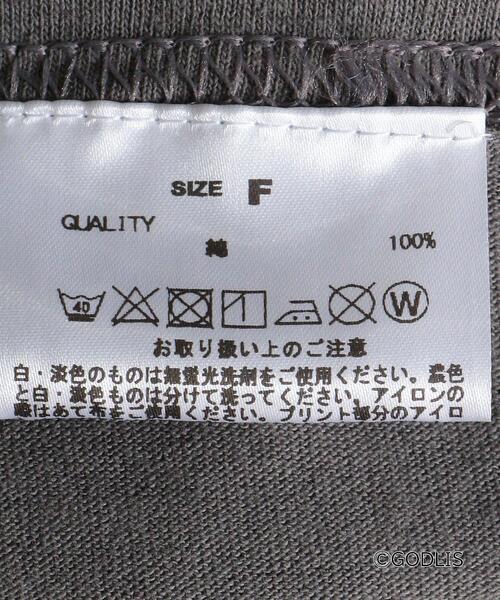 SIZE F
QUALITY
綿 100%
40
W
お取り扱い上のご注意
白・淡色のものは無蛍光洗剤をご使用ください。濃色
と白・淡色ものは分けて洗ってください。アイロンの
際はあて布をご使用ください。プリント部分のアイロ
©GODLIS